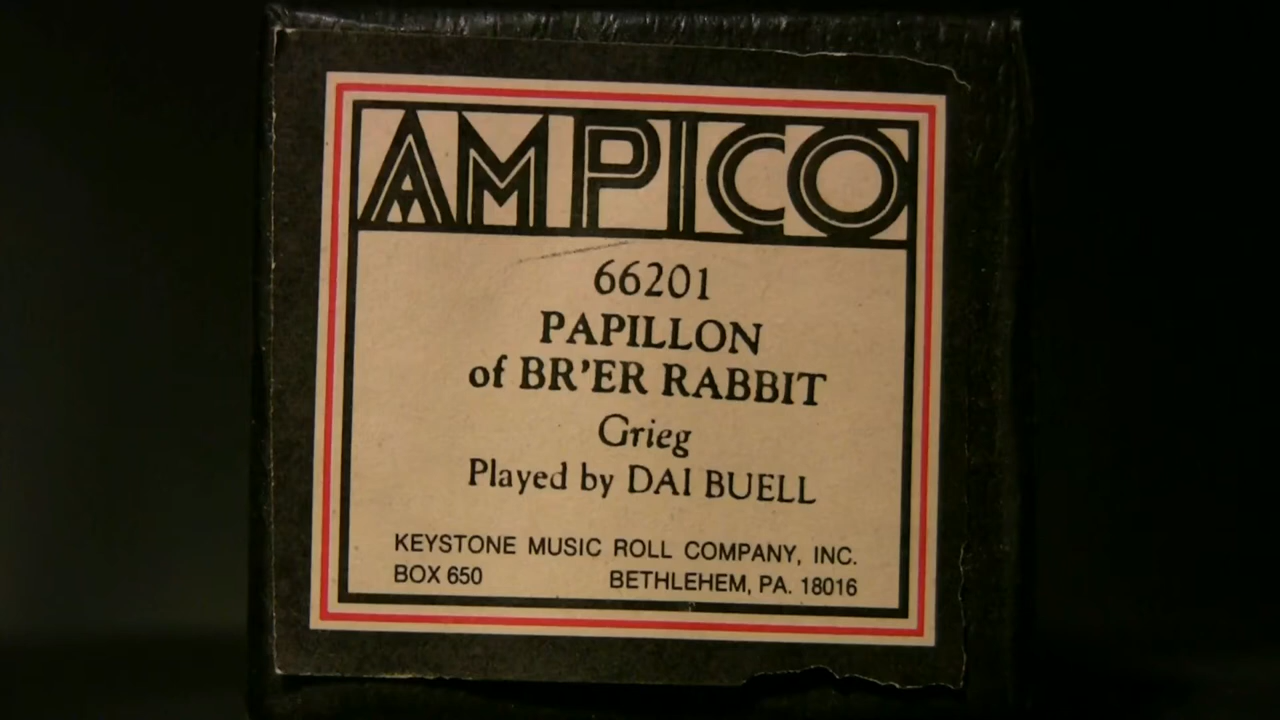 AMPICO
66201
PAPILLON
of BR'ER RABBIT
Grieg
Played by DAI BUELL
KEYSTONE MUSIC ROLL COMPANY, INC.
BOX 650 BETHLEHEM, PA. 18016